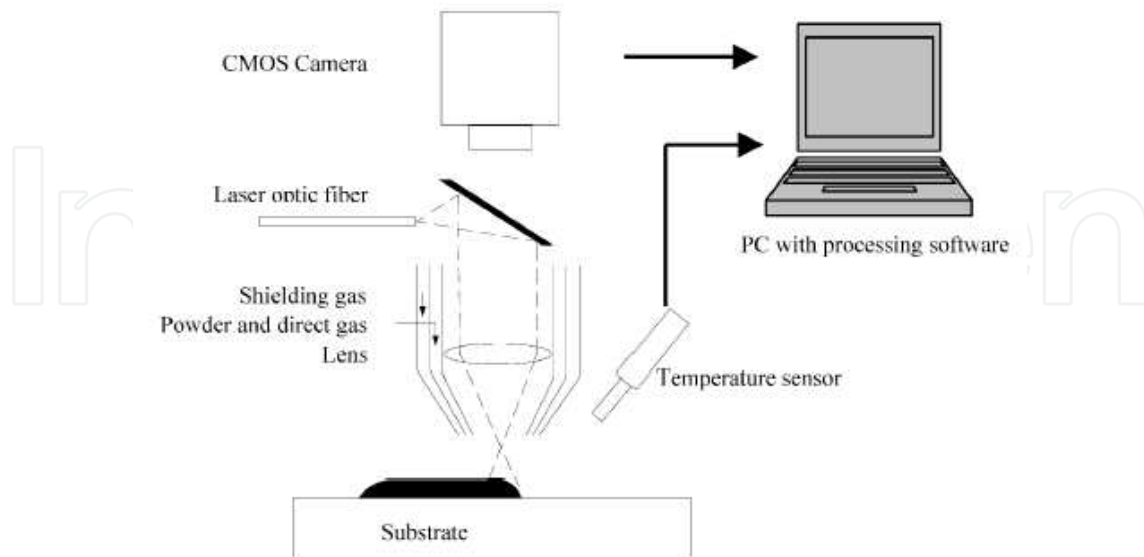 CMOS Camera
Laser optic fiber
PC with processing software
Shielding gas
Powder and direct gas
Lens
Temperature sensor
Substrate